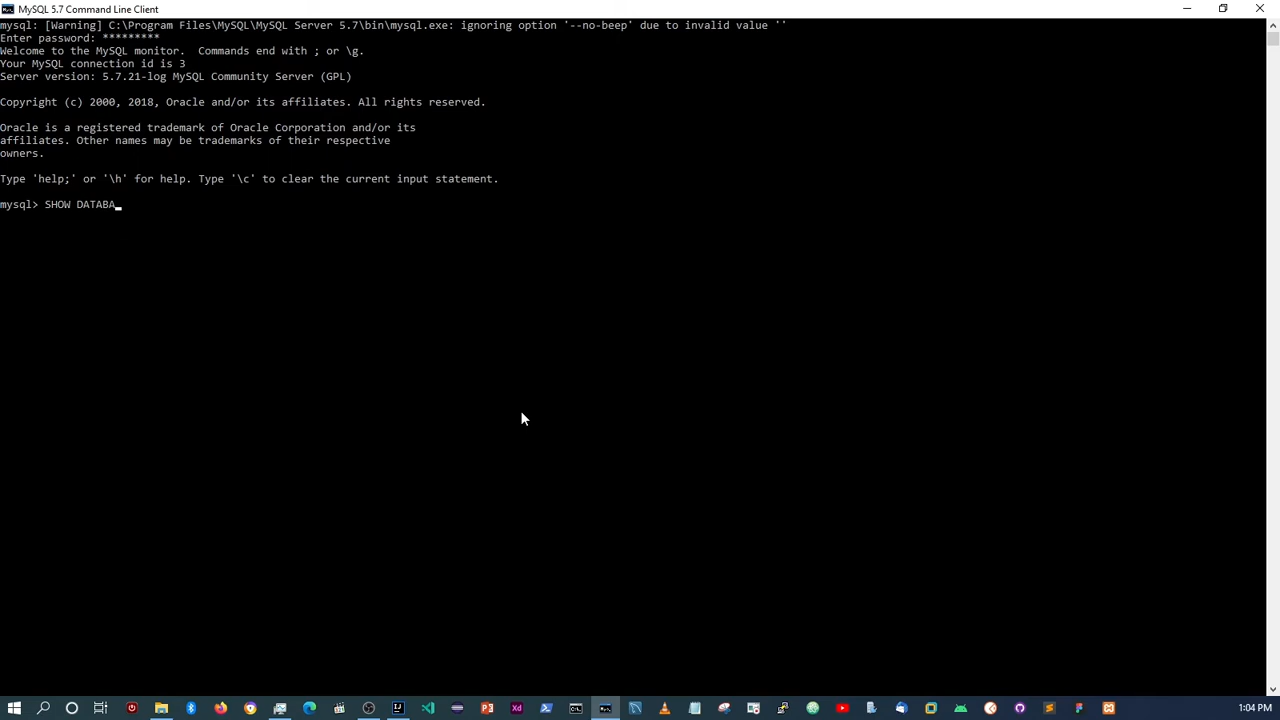 MySQL 5.7 Command Line Client
mysql: [Warning] C:\Program Files\MySQL\MySQL Server 5.7\bin\mysql.exe: ignoring option '--no-beep' due to invalid value ''
Enter password: *********
Welcome to the MySQL monitor.  Commands end with ; or \g.
Your MySQL connection id is 3
Server version: 5.7.21-log MySQL Community Server (GPL)
Copyright (c) 2000, 2018, Oracle and/or its affiliates. All rights reserved.
Oracle is a registered trademark of Oracle Corporation and/or its
affiliates. Other names may be trademarks of their respective
owners.
Type 'help;' or '\h' for help. Type '\c' to clear the current input statement.
mysql> SHOW DATABA_
1:04 PM